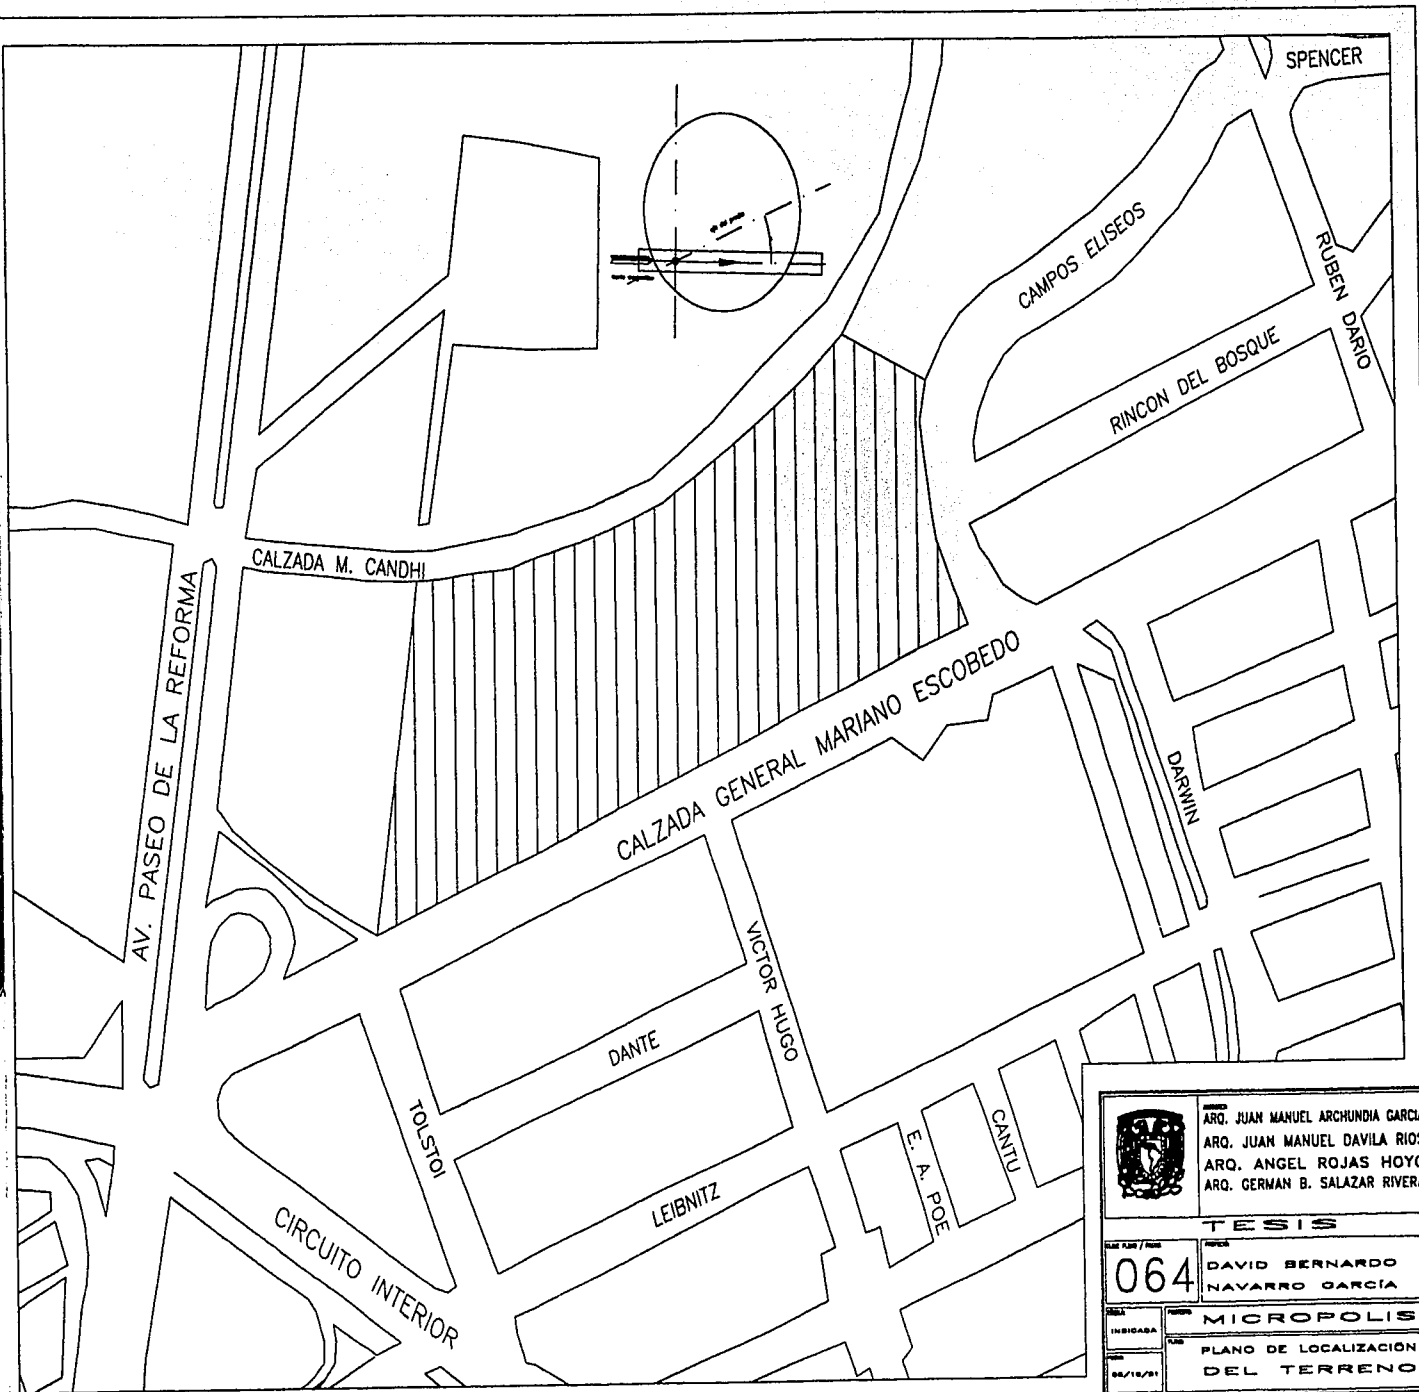 SPENCER
CAMPOS ELISEOS
RUBEN DARIO
RINCON DEL BOSQUE
CALZADA M. CANDHI
AV. PASEO DE LA REFORMA
CALZADA GENERAL MARIANO ESCOBEDO
DARWIN
VICTOR HUGO
DANTE
TOLSTOI
LEIBNITZ
E. A. POE
CANTU
CIRCUITO INTERIOR
ARQ. JUAN MANUEL ARCHUNDIA GARCIA
ARQ. JUAN MANUEL DAVILA RIOS
ARQ. ANGEL ROJAS HOYO
ARQ. GERMAN B. SALAZAR RIVERA
TESIS
064
DAVID BERNARDO
NAVARRO GARCÍA
INDICADA
MICROPOLIS
PLANO DE LOCALIZACIÓN
DEL TERRENO